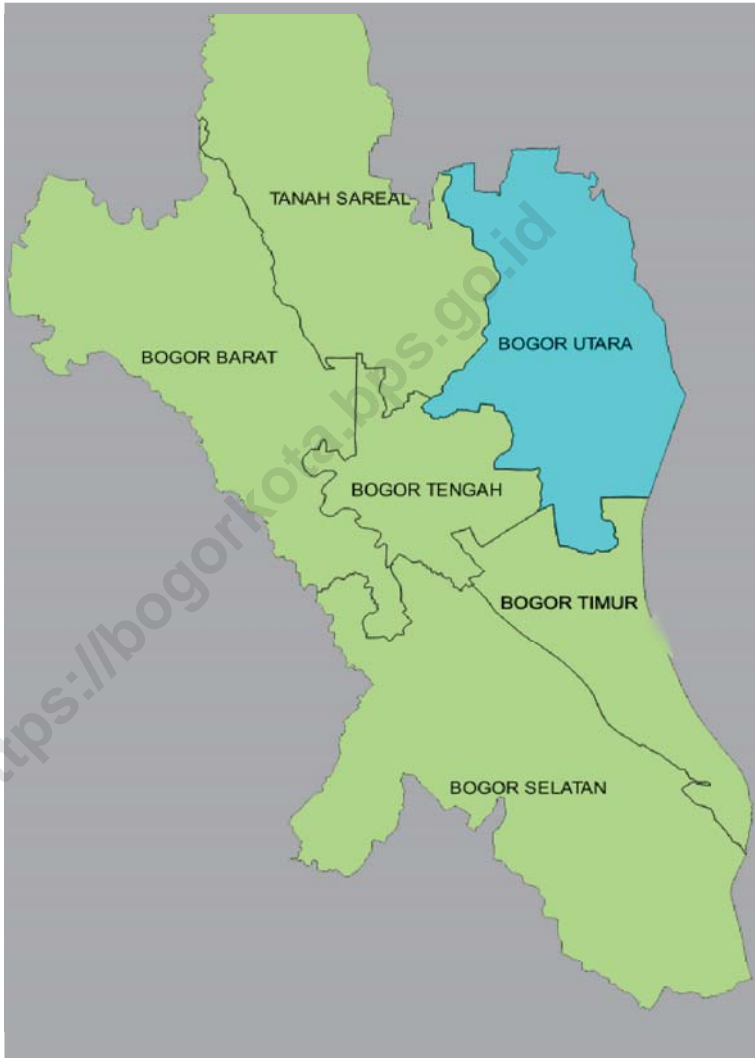 TANAH SAREAL
BOGOR UTARA
BOGOR BARAT
BOGOR TENGAH
BOGOR TIMUR
BOGOR SELATAN
https://bogorkota.bps.go.id